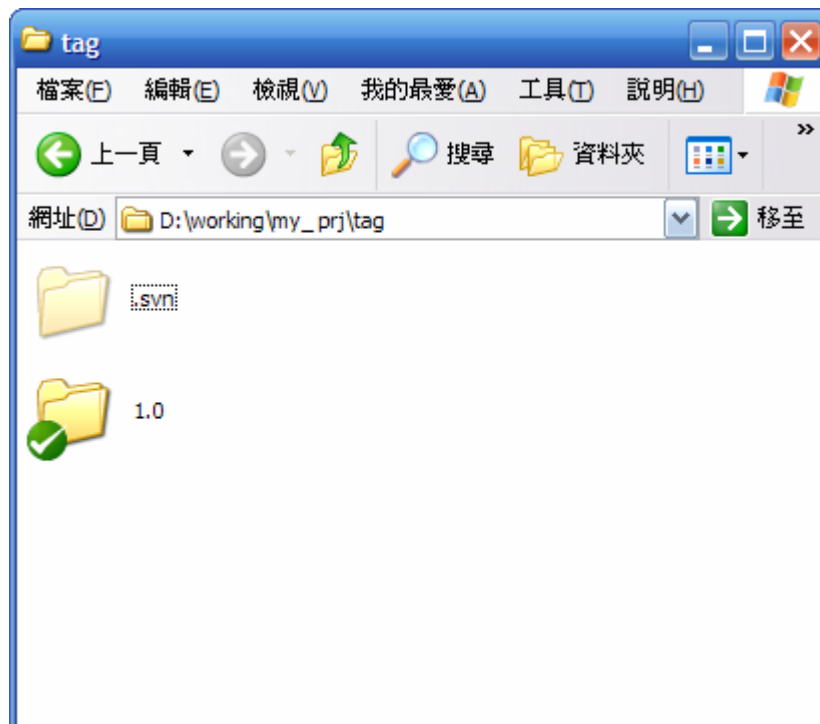 tag
檔案(F) 編輯(E) 檢視(V) 我的最愛(A) 工具(T) 說明(H)
上一頁 搜尋 資料夾 »
網址(D) D:\working\my_prj\tag 移至
.svn
1.0